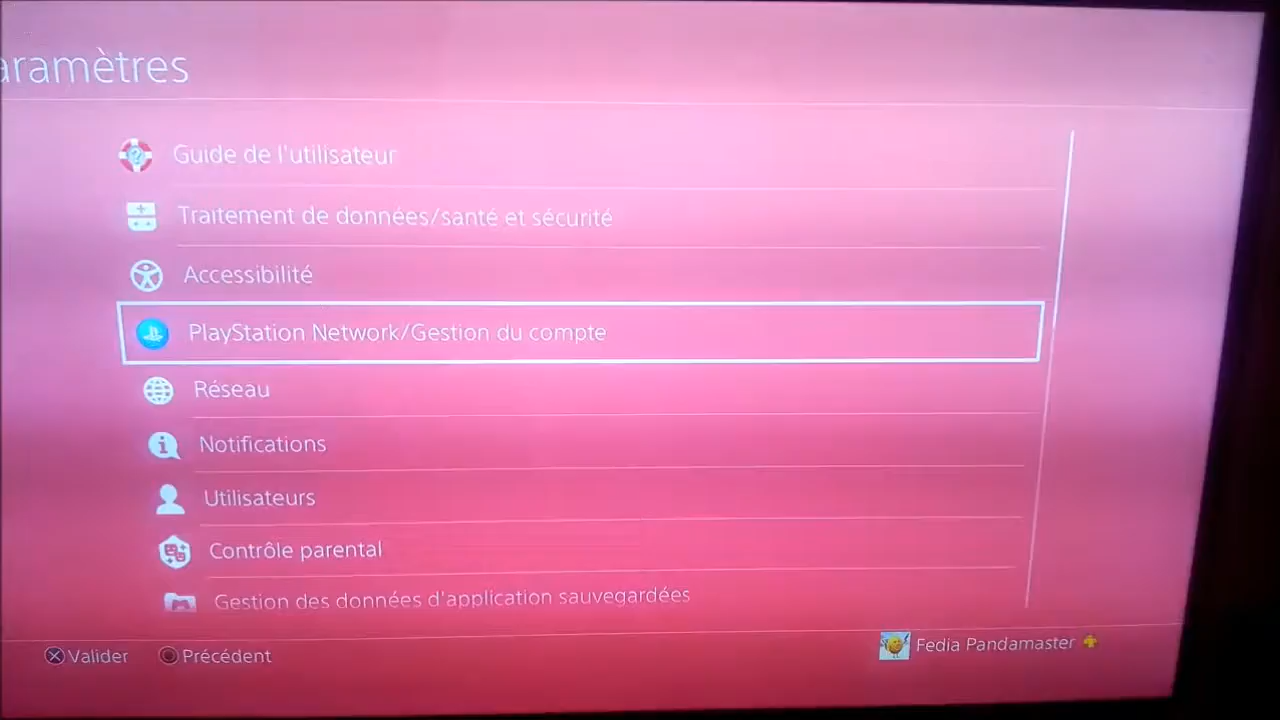 aramètres
Guide de l'utilisateur
Traitement de données/santé et sécurité
Accessibilité
PlayStation Network/Gestion du compte
Réseau
Notifications
Utilisateurs
Contrôle parental
Gestion des données d'application sauvegardées
Valider
Précédent
Fedia Pandamaster